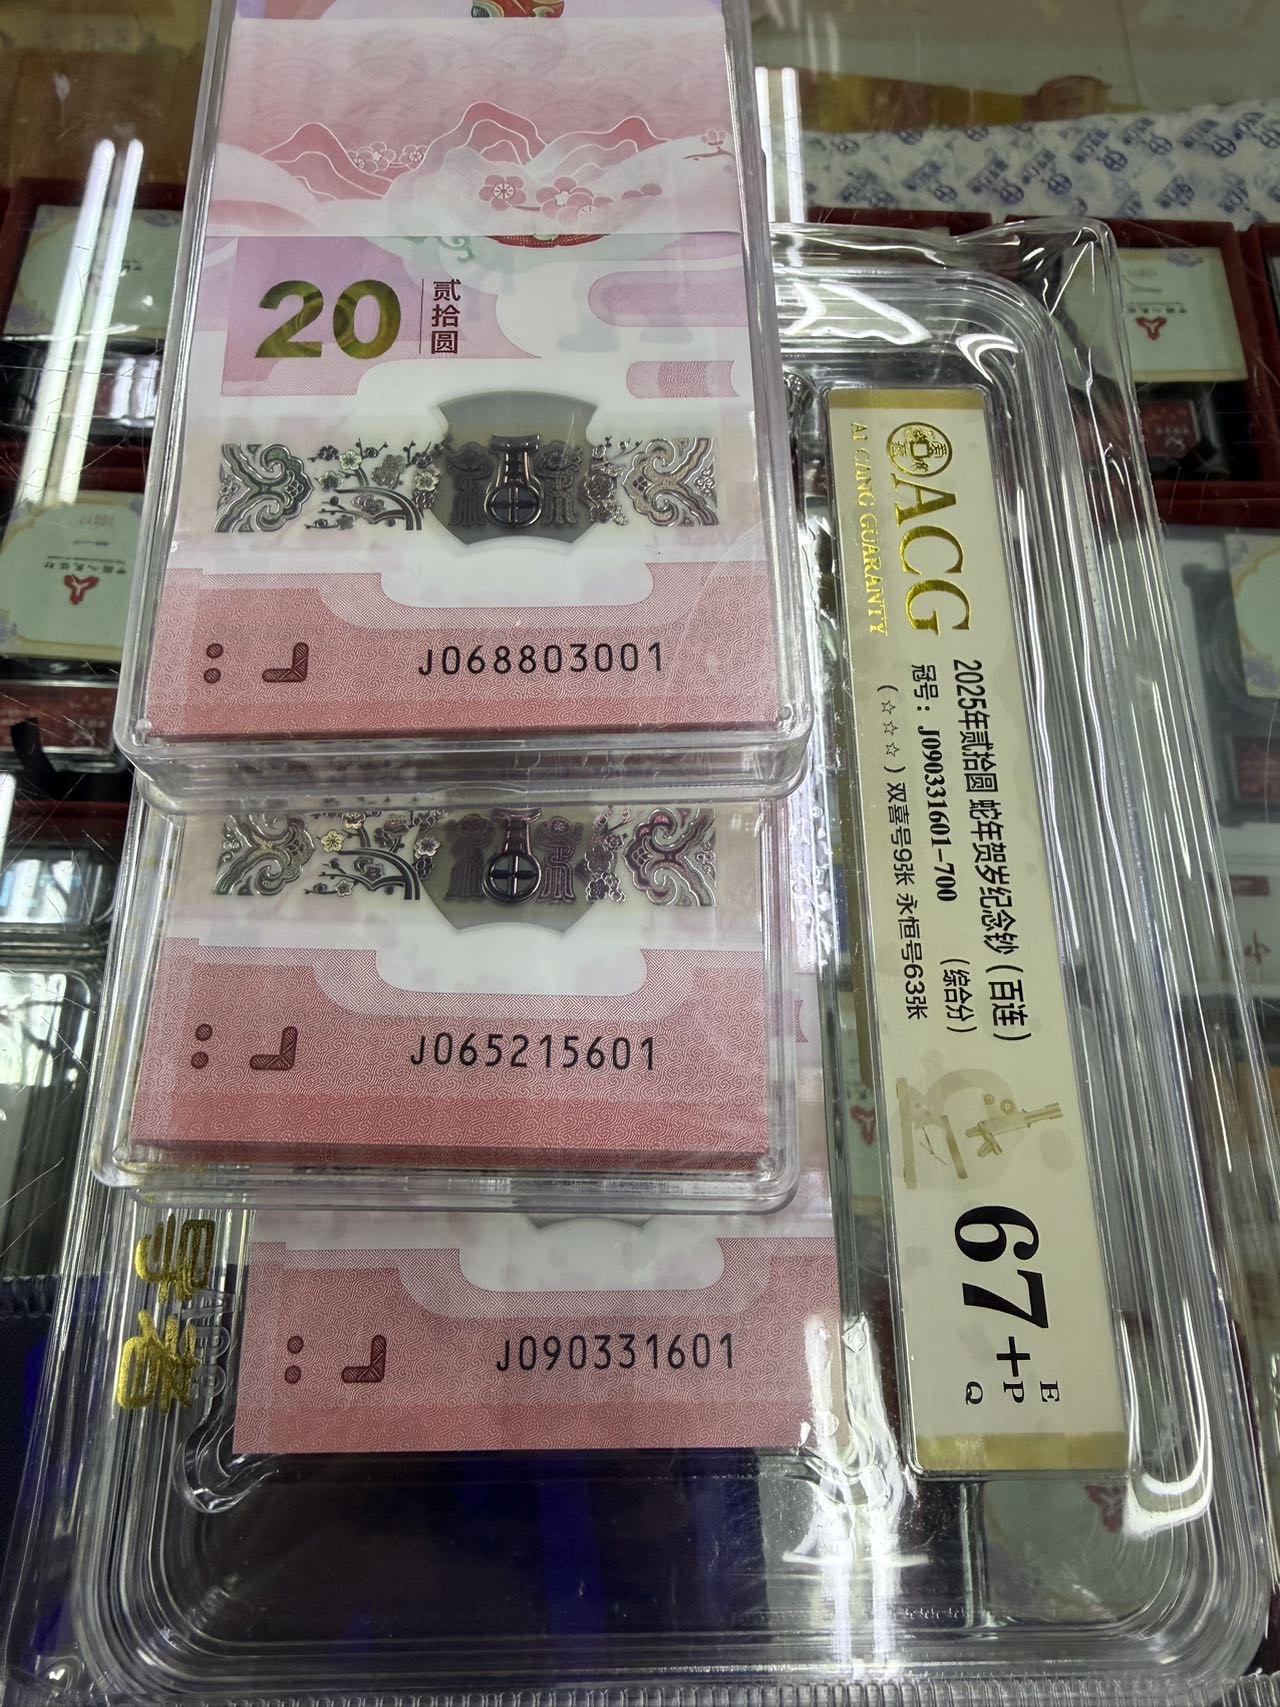 20
贰拾圆
J068803001
J065215601
J090331601
ACG
AI CANG GUARANTY
2025年贰拾圆 蛇年贺岁纪念钞（百连）
冠号：J090331601-700 （综合分）
（☆☆☆）双喜号9张 永恒号63张
67+
E
P
Q